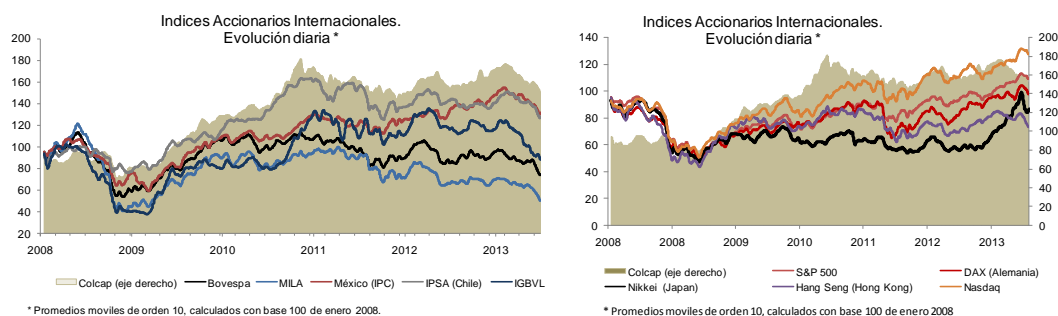 Indices Accionarios Internacionales.
Evolución diaria *
200
180
160
140
120
100
80
60
40
20
2008 2009 2010 2011 2012 2013
Colcap (eje derecho) Bovespa MILA México (IPC) IPSA (Chile) IGBVL
* Promedios moviles de orden 10, calculados con base 100 de enero 2008.
Indices Accionarios Internacionales.
Evolución diaria *
140
120
100
80
60
40
20
0
200
180
160
140
120
100
80
60
40
20
0
2008 2008 2009 2010 2011 2012 2013
Colcap (eje derecho) S&P 500 DAX (Alemania)
Nikkei (Japan) Hang Seng (Hong Kong) Nasdaq
* Promedios moviles de orden 10, calculados con base 100 de enero 2008